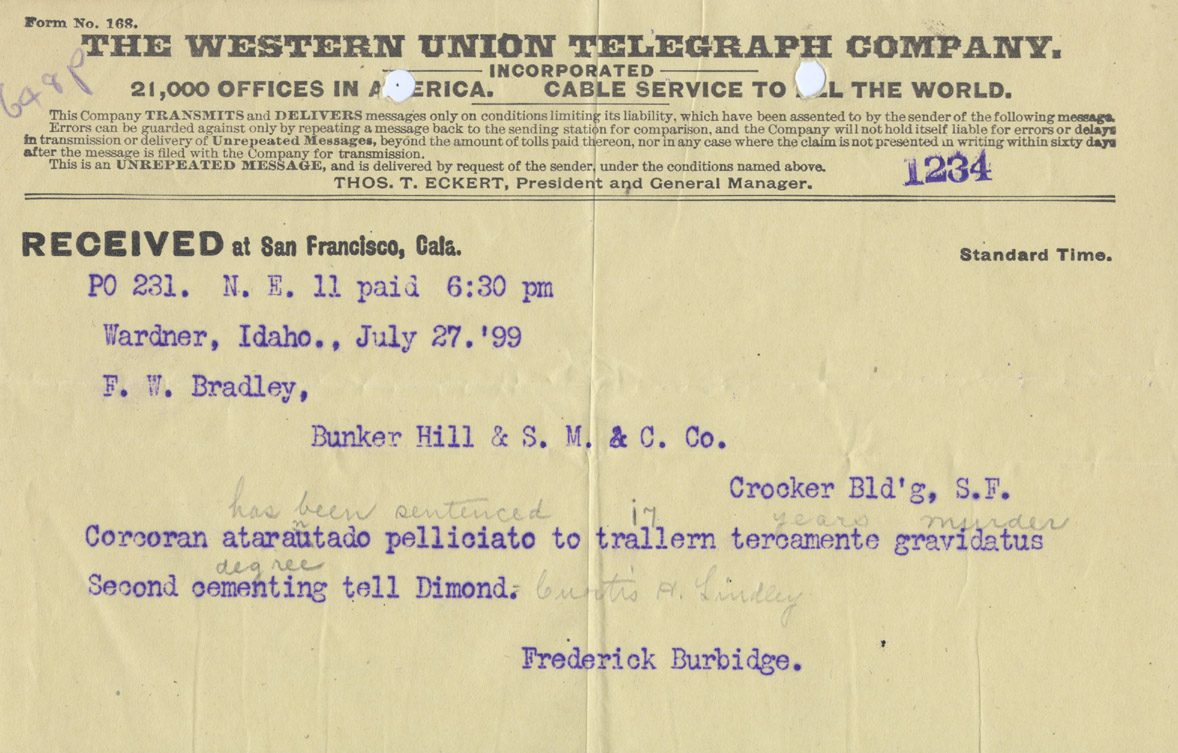 Form No. 168.
THE WESTERN UNION TELEGRAPH COMPANY.
INCORPORATED
21,000 OFFICES IN A ERICA. CABLE SERVICE TO LL THE WORLD.
This Company TRANSMITS and DELIVERS messages only on conditions limiting its liability, which have been assented to by the sender of the following message.
Errors can be guarded against only by repeating a message back to the sending station for comparison, and the Company will not hold itself liable for errors or delays
in transmission or delivery of Unrepeated Messages, beyond the amount of tolls paid thereon, nor in any case where the claim is not presented in writing within sixty days
after the message is filed with the Company for transmission.
This is an UNREPEATED MESSAGE, and is delivered by request of the sender, under the conditions named above.
1234
THOS. T. ECKERT, President and General Manager.
RECEIVED at San Francisco, Cala.
Standard Time.
648P
PO 231. N. E. 11 paid 6:30 pm
Wardner, Idaho., July 27.'99
F. W. Bradley,
Bunker Hill & S. M. & C. Co.
Crocker Bld'g, S.F.
has been sentenced 17 years murder
Corcoran atarautado pelliciato to trallern tercamente gravidatus
degree
Second cementing tell Dimond. Curtis H. Lindley
Frederick Burbidge.